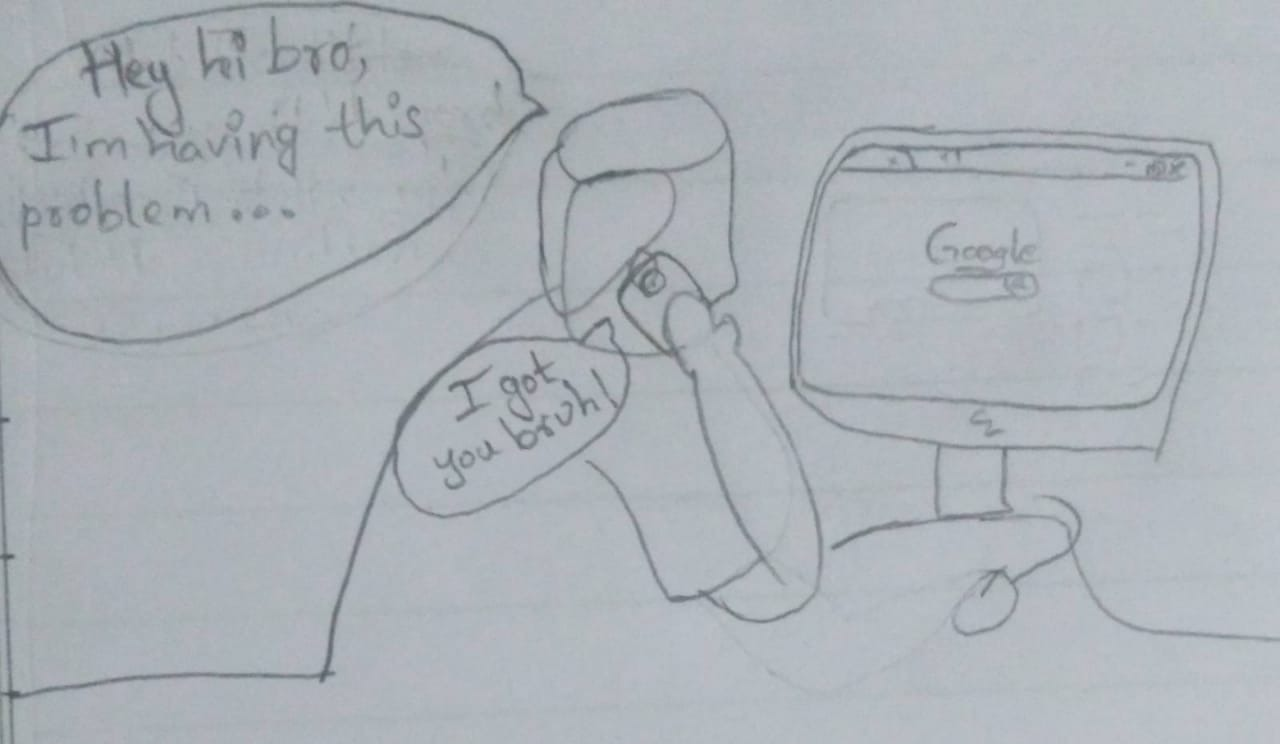 Hey hi bro,
I'm having this
problem...
I got
you bruh!
Google